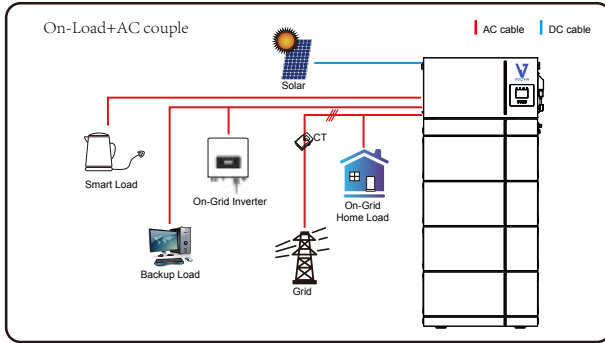 On-Load+AC couple
AC cable
DC cable
Solar
CT
Smart Load
On-Grid Inverter
On-Grid
Home Load
Backup Load
Grid